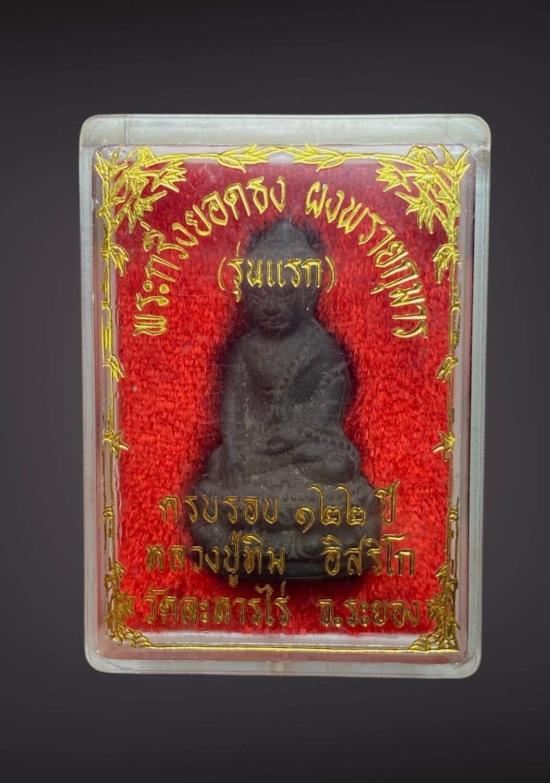 พระกริ่งยอดธง ผงพรายกุมาร
(รุ่นแรก)
ครบรอบ ๑๒๒ ปี
หลวงปู่ทิม อิสริโก
วัดละหารไร่ จ.ระยอง